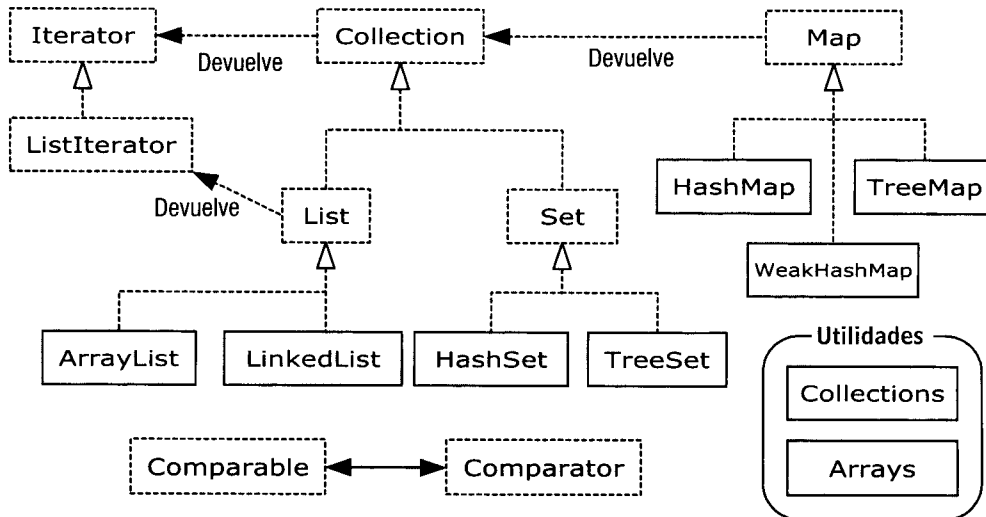 Iterator
Collection
Map
Devuelve
Devuelve
ListIterator
HashMap
TreeMap
Devuelve
List
Set
WeakHashMap
ArrayList
LinkedList
HashSet
TreeSet
Utilidades
Collections
Arrays
Comparable
Comparator